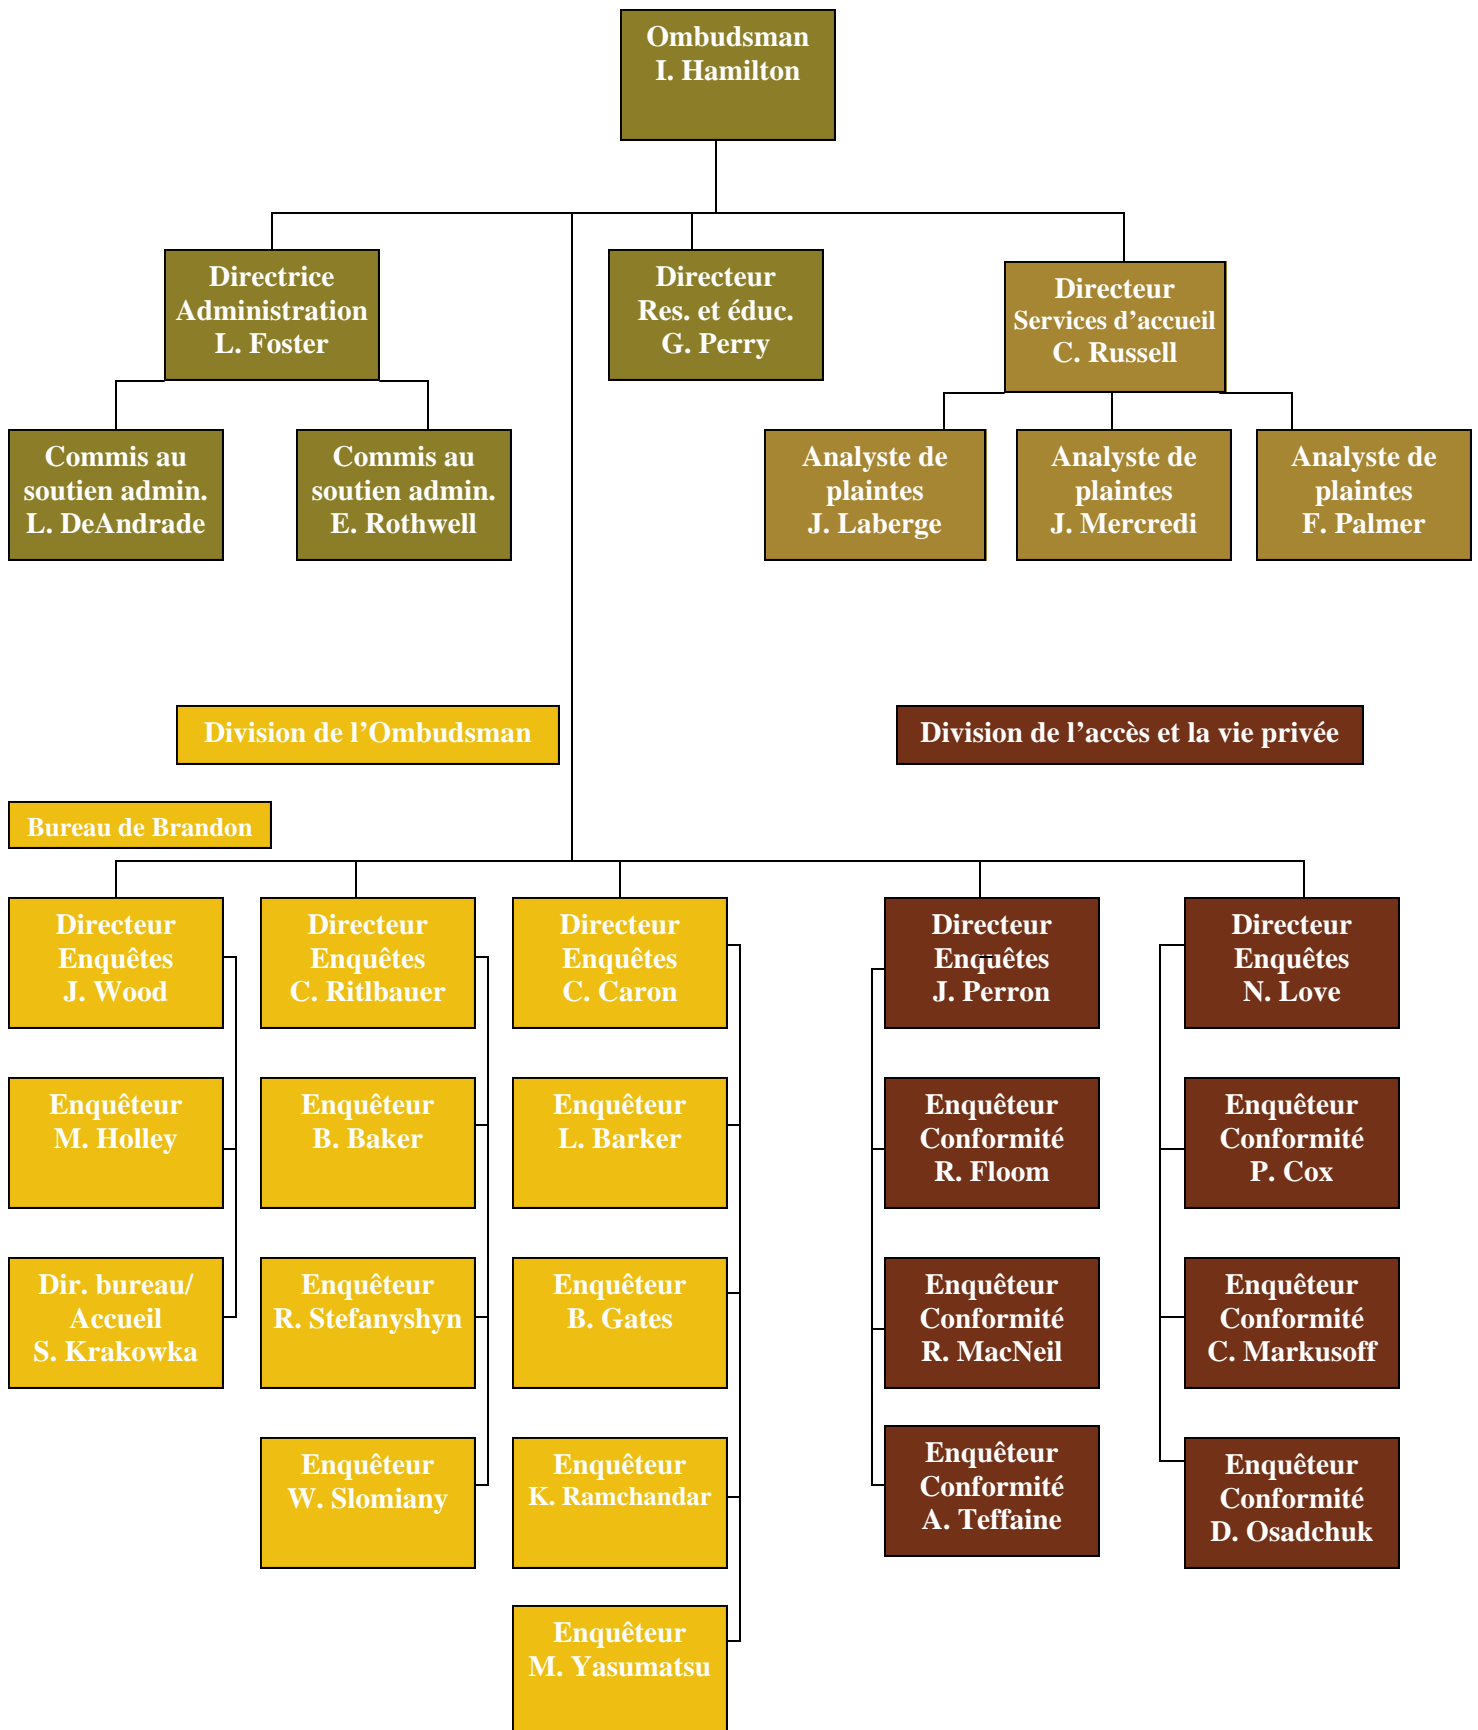 Ombudsman
I. Hamilton
Directrice
Administration
L. Foster
Directeur
Res. et éduc.
G. Perry
Directeur
Services d’accueil
C. Russell
Commis au
soutien admin.
L. DeAndrade
Commis au
soutien admin.
E. Rothwell
Analyste de
plaintes
J. Laberge
Analyste de
plaintes
J. Mercredi
Analyste de
plaintes
F. Palmer
Division de l’Ombudsman
Division de l’accès et la vie privée
Bureau de Brandon
Directeur
Enquêtes
J. Wood
Directeur
Enquêtes
C. Ritlbauer
Directeur
Enquêtes
C. Caron
Directeur
Enquêtes
J. Perron
Directeur
Enquêtes
N. Love
Enquêteur
M. Holley
Enquêteur
B. Baker
Enquêteur
L. Barker
Enquêteur
Conformité
R. Floom
Enquêteur
Conformité
P. Cox
Dir. bureau/
Accueil
S. Krakowka
Enquêteur
R. Stefanyshyn
Enquêteur
B. Gates
Enquêteur
Conformité
R. MacNeil
Enquêteur
Conformité
C. Markusoff
Enquêteur
W. Slomiany
Enquêteur
K. Ramchandar
Enquêteur
Conformité
A. Teffaine
Enquêteur
Conformité
D. Osadchuk
Enquêteur
M. Yasumatsu